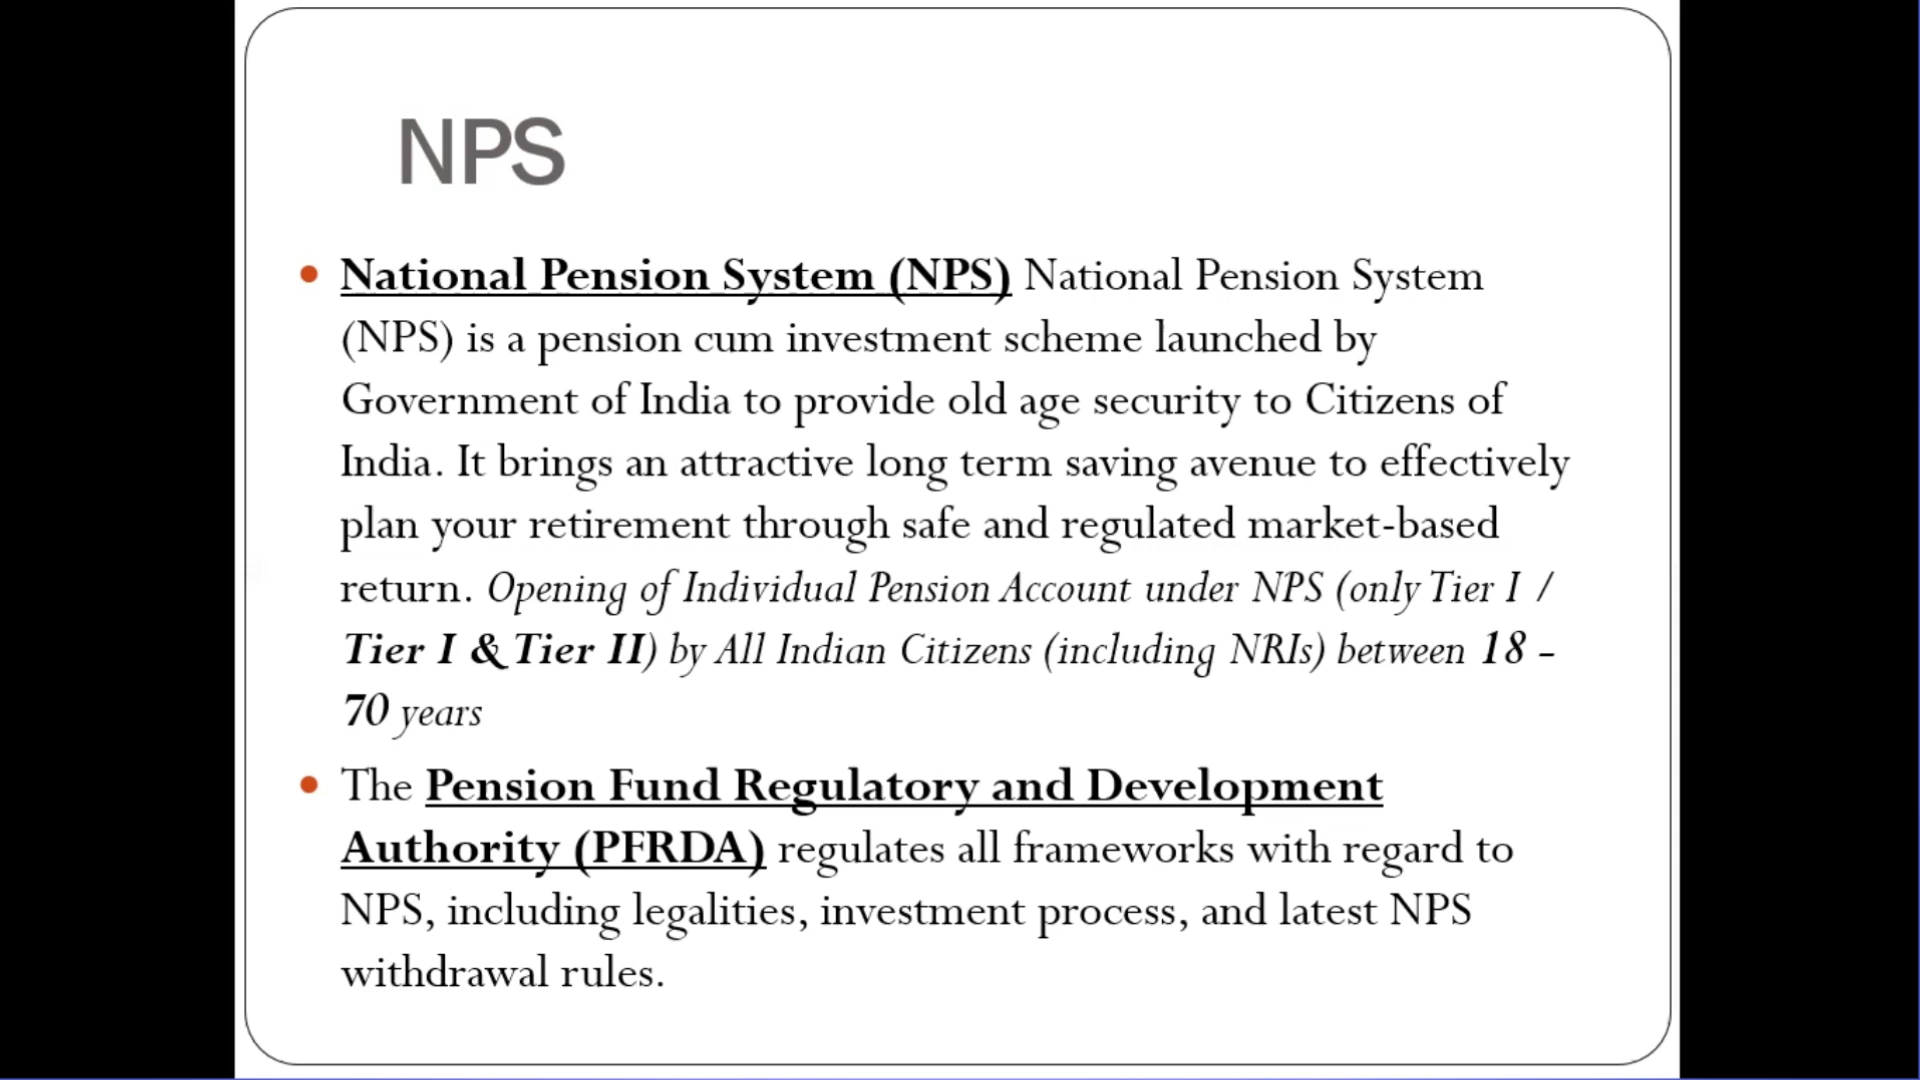 NPS
• National Pension System (NPS) National Pension System
(NPS) is a pension cum investment scheme launched by
Government of India to provide old age security to Citizens of
India. It brings an attractive long term saving avenue to effectively
plan your retirement through safe and regulated market-based
return. Opening of Individual Pension Account under NPS (only Tier I /
Tier I & Tier II) by All Indian Citizens (including NRIs) between 18 –
70 years
• The Pension Fund Regulatory and Development
Authority (PFRDA) regulates all frameworks with regard to
NPS, including legalities, investment process, and latest NPS
withdrawal rules.